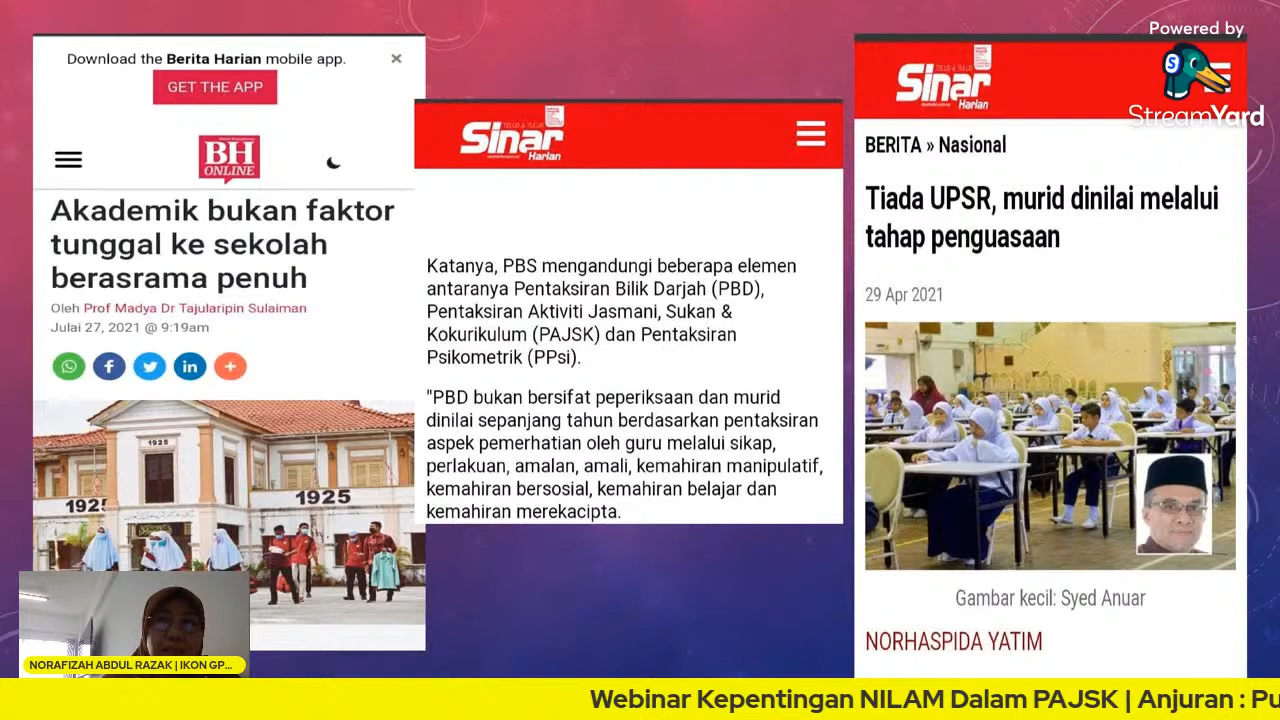 Download the Berita Harian mobile app.
×
GET THE APP
BH
ONLINE
Akademik bukan faktor
tunggal ke sekolah
berasrama penuh
Oleh Prof Madya Dr Tajularipin Sulaiman
Julai 27, 2021 @ 9:19am
1925
1925
1925
NORAFIZAH ABDUL RAZAK | IKON GP...
TELUS & TULUS
Sinar
Harian
Katanya, PBS mengandungi beberapa elemen
antaranya Pentaksiran Bilik Darjah (PBD),
Pentaksiran Aktiviti Jasmani, Sukan &
Kokurikulum (PAJSK) dan Pentaksiran
Psikometrik (PPsi).
"PBD bukan bersifat peperiksaan dan murid
dinilai sepanjang tahun berdasarkan pentaksiran
aspek pemerhatian oleh guru melalui sikap,
perlakuan, amalan, amali, kemahiran manipulatif,
kemahiran bersosial, kemahiran belajar dan
kemahiran merekacipta.
Powered by
StreamYard
TELUS & TULUS
Sinar
Harian
BERITA » Nasional
Tiada UPSR, murid dinilai melalui
tahap penguasaan
29 Apr 2021
Gambar kecil: Syed Anuar
NORHASPIDA YATIM
Webinar Kepentingan NILAM Dalam PAJSK | Anjuran : Pu